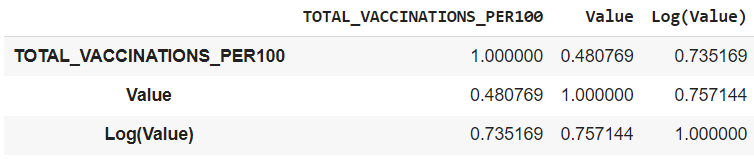 TOTAL_VACCINATIONS_PER100 Value Log(Value)
TOTAL_VACCINATIONS_PER100 1.000000 0.480769 0.735169
Value 0.480769 1.000000 0.757144
Log(Value) 0.735169 0.757144 1.000000